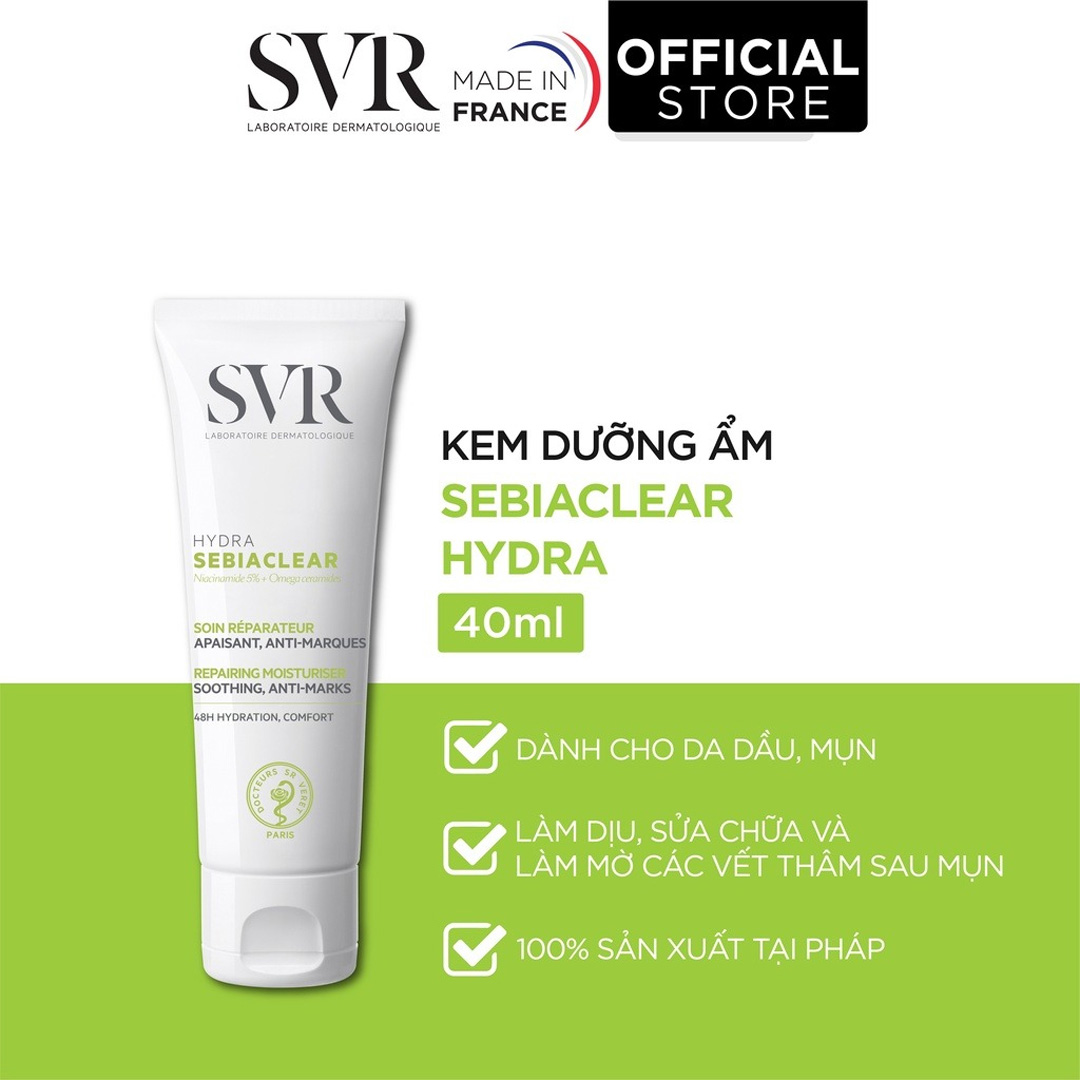 SVR
LABORATOIRE DERMATOLOGIQUE
MADE IN
FRANCE
OFFICIAL
STORE
SVR
LABORATOIRE DERMATOLOGIQUE
HYDRA
SEBIACLEAR
Niacinamide 5% + Omega ceramides
SOIN RÉPARATEUR
APAISANT, ANTI-MARQUES
REPAIRING MOISTURISER
SOOTHING, ANTI-MARKS
48H HYDRATION, COMFORT
DOCTEURS SR VERET
PARIS
KEM DƯỠNG ẨM
SEBIACLEAR
HYDRA
40ml
DÀNH CHO DA DẦU, MỤN
LÀM DỊU, SỬA CHỮA VÀ
LÀM MỜ CÁC VẾT THÂM SAU MỤN
100% SẢN XUẤT TẠI PHÁP